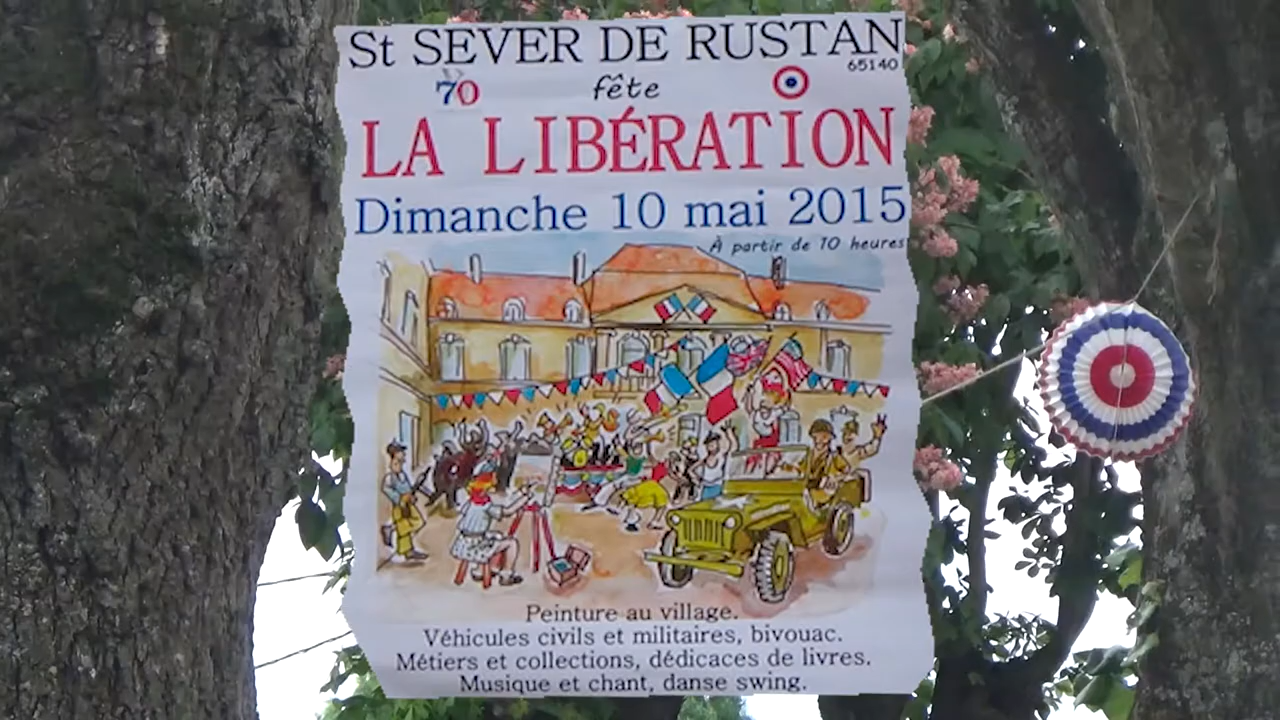 St SEVER DE RUSTAN
65140
70 fête
LA LIBÉRATION
Dimanche 10 mai 2015
À partir de 10 heures
Peinture au village.
Véhicules civils et militaires, bivouac.
Métiers et collections, dédicaces de livres.
Musique et chant, danse swing.